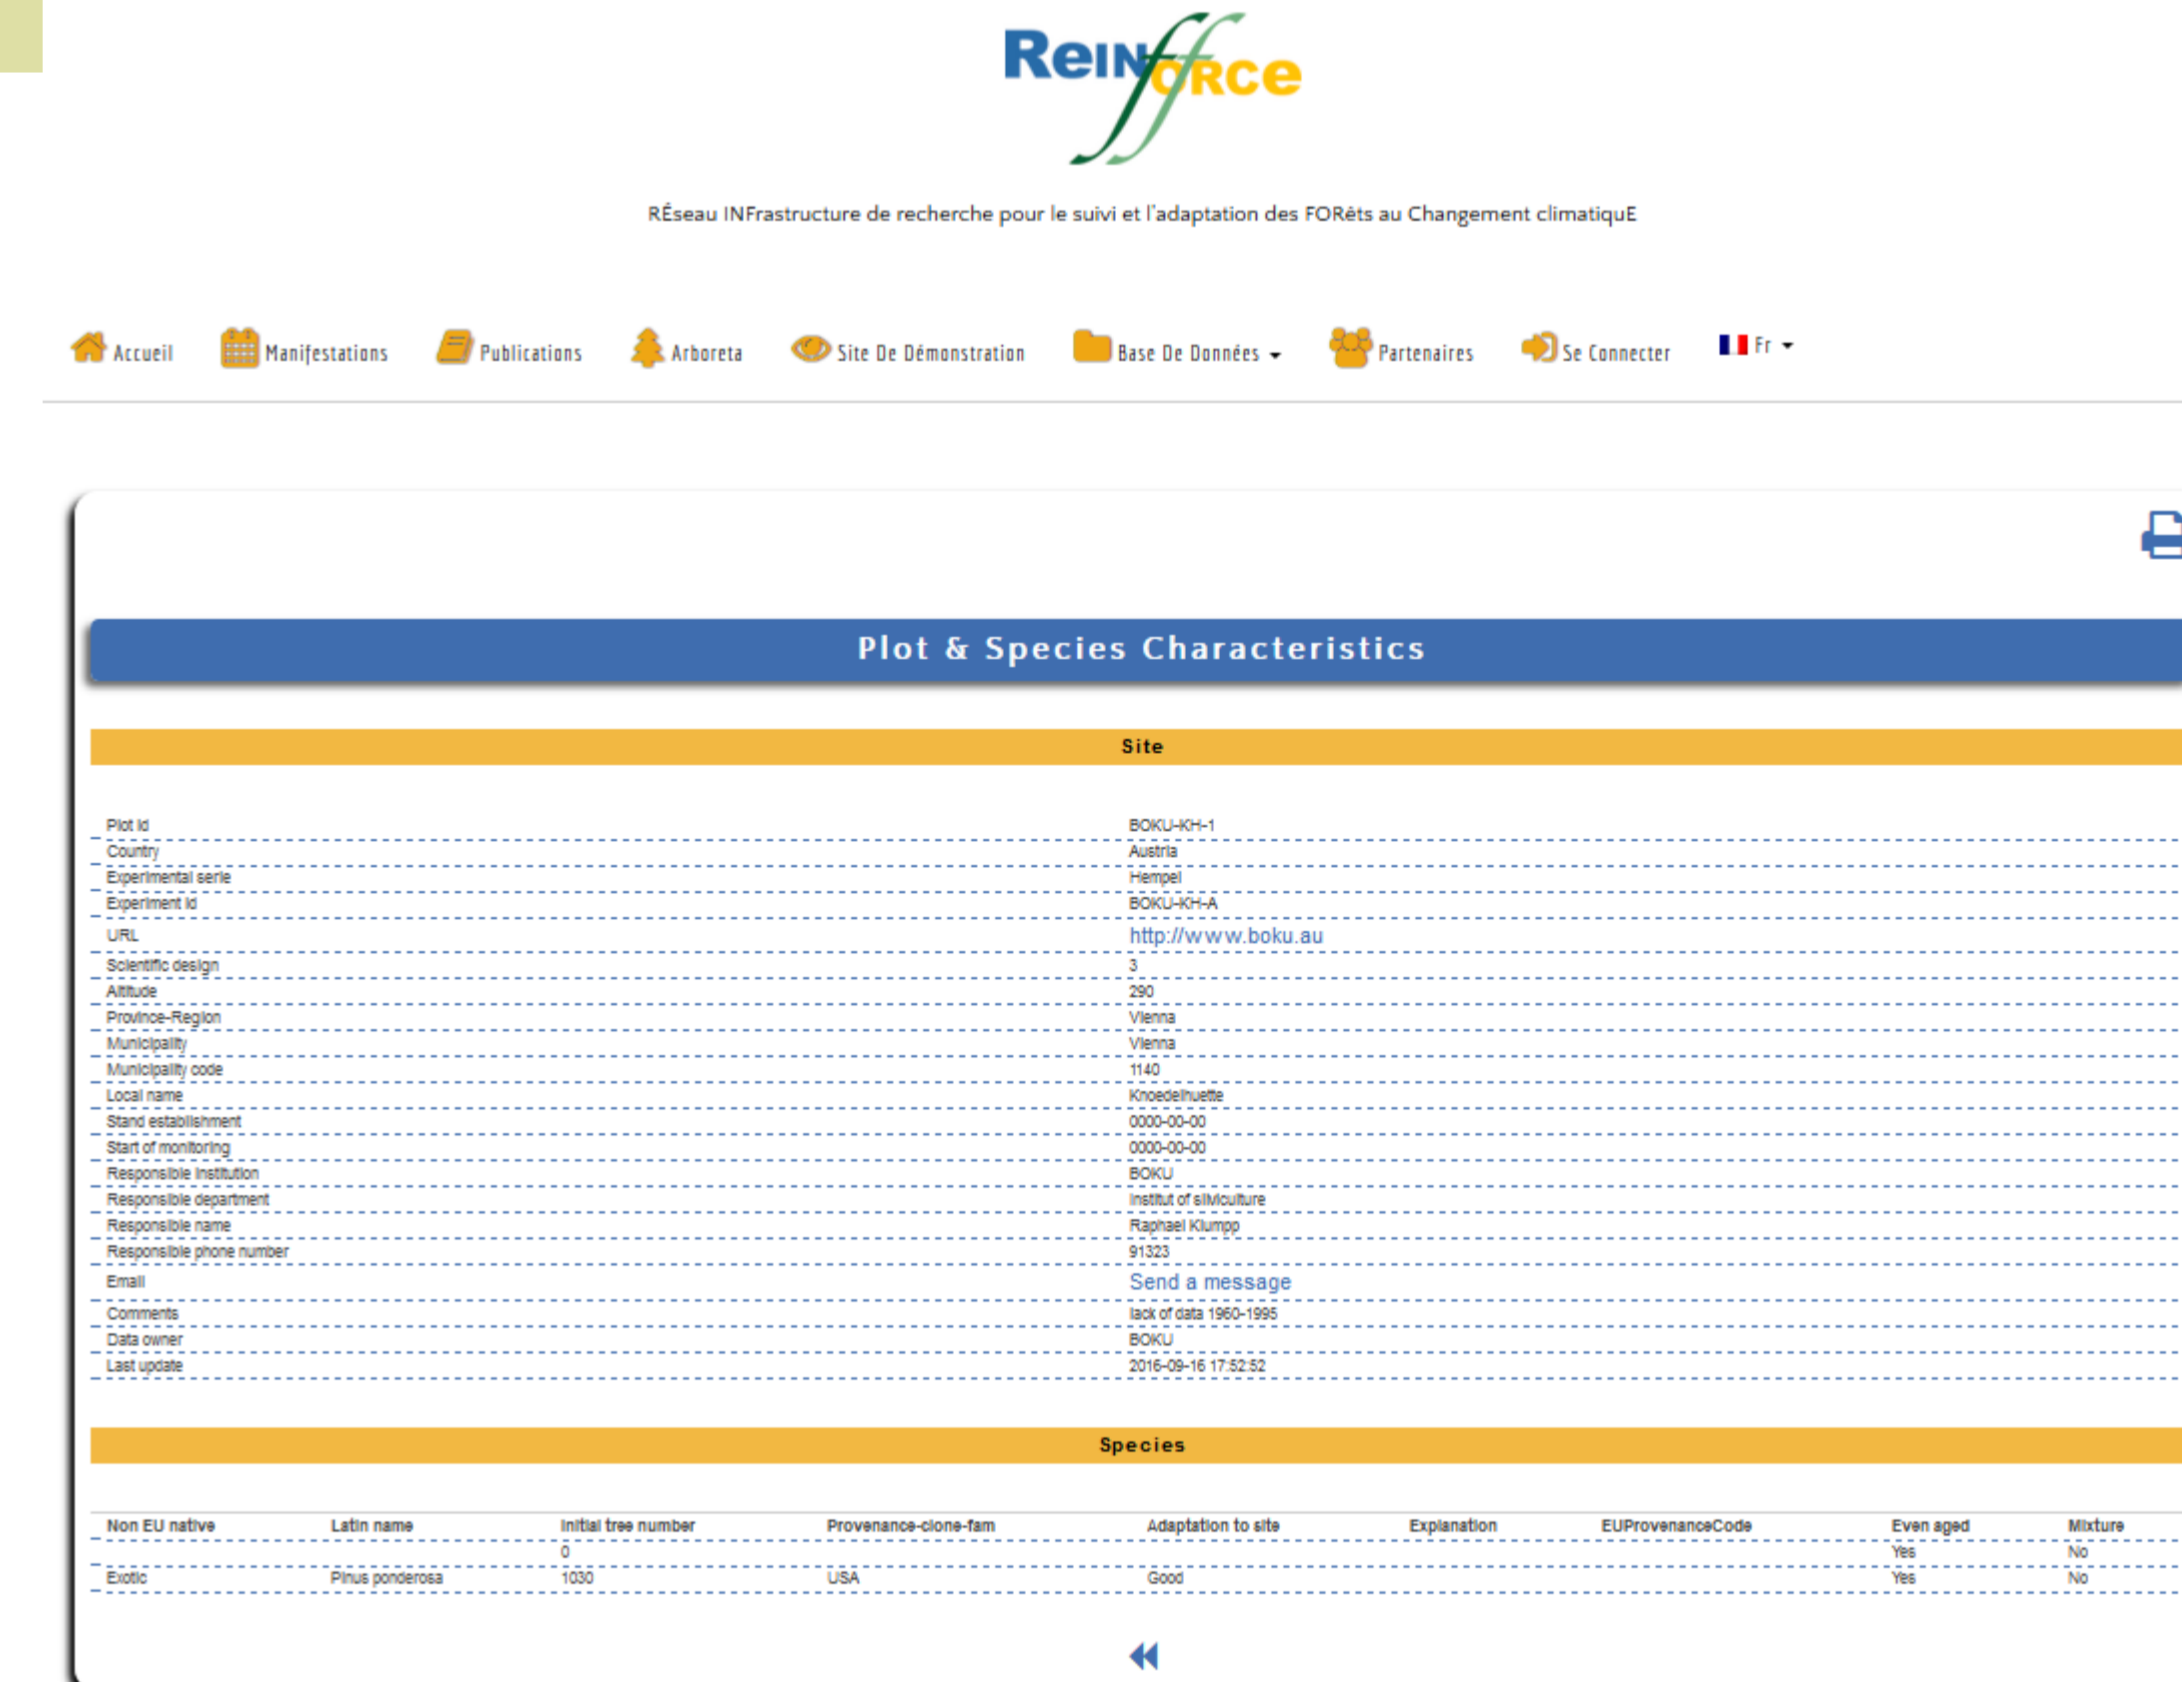 Reinfforce
RÉseau INFrastructure de recherche pour le suivi et l'adaptation des FORêts au Changement climatiquE
Accueil Manifestations Publications Arboreta Site De Démonstration Base De Données Partenaires Se Connecter Fr
Plot & Species Characteristics
Site
Plot id BOKU-KH-1
Country Austria
Experimental serie Hempel
Experiment id BOKU-KH-A
URL http://www.boku.au
Scientific design 3
Altitude 290
Province-Region Vienna
Municipality Vienna
Municipality code 1140
Local name Knoedelhuette
Stand establishment 0000-00-00
Start of monitoring 0000-00-00
Responsible institution BOKU
Responsible department Institut of silviculture
Responsible name Raphael Klumpp
Responsible phone number 91323
Email Send a message
Comments lack of data 1960-1995
Data owner BOKU
Last update 2016-09-16 17:52:52
Species
Non EU native Latin name Initial tree number Provenance-clone-fam Adaptation to site Explanation EUProvenanceCode Even aged Mixture
0 Yes No
Exotic Pinus ponderosa 1030 USA Good Yes No